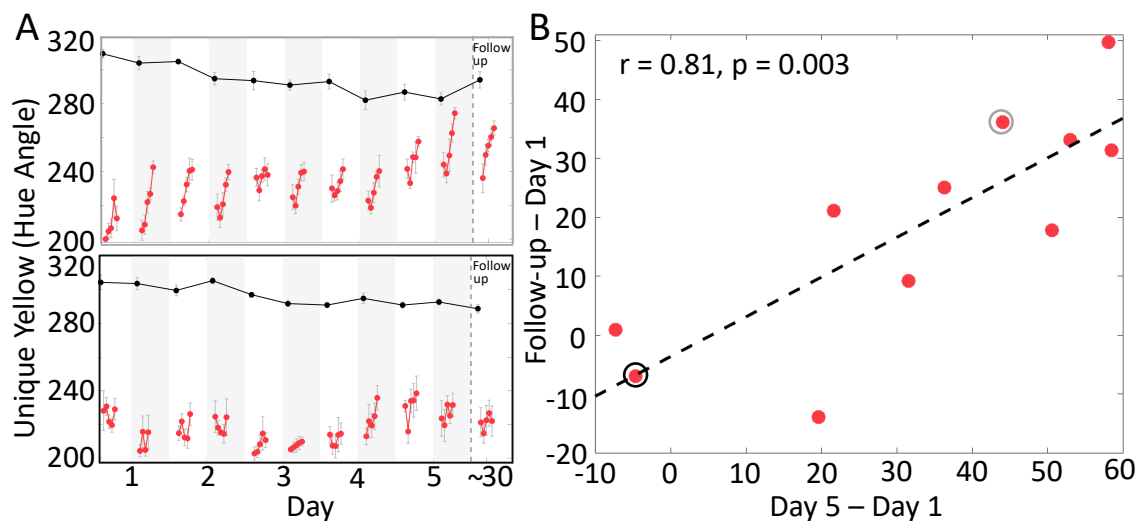 A
Unique Yellow (Hue Angle)
320
280
240
200
Follow
up
320
280
220
200
Follow
up
1
2
3
4
5
~30
Day
B
Follow-up – Day 1
50
40
30
20
10
0
-10
-20
r = 0.81, p = 0.003
-10
0
10
20
30
40
50
60
Day 5 – Day 1